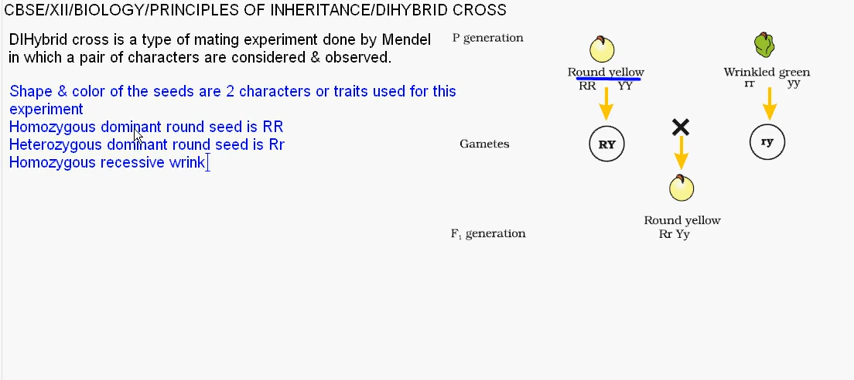 CBSE/XII/BIOLOGY/PRINCIPLES OF INHERITANCE/DIHYBRID CROSS
DIHybrid cross is a type of mating experiment done by Mendel
in which a pair of characters are considered & observed.
Shape & color of the seeds are 2 characters or traits used for this
experiment
Homozygous dominant round seed is RR
Heterozygous dominant round seed is Rr
Homozygous recessive wrink
P generation
Round yellow
RR YY
Wrinkled green
rr yy
Gametes
RY
ry
Round yellow
Rr Yy
F₁ generation